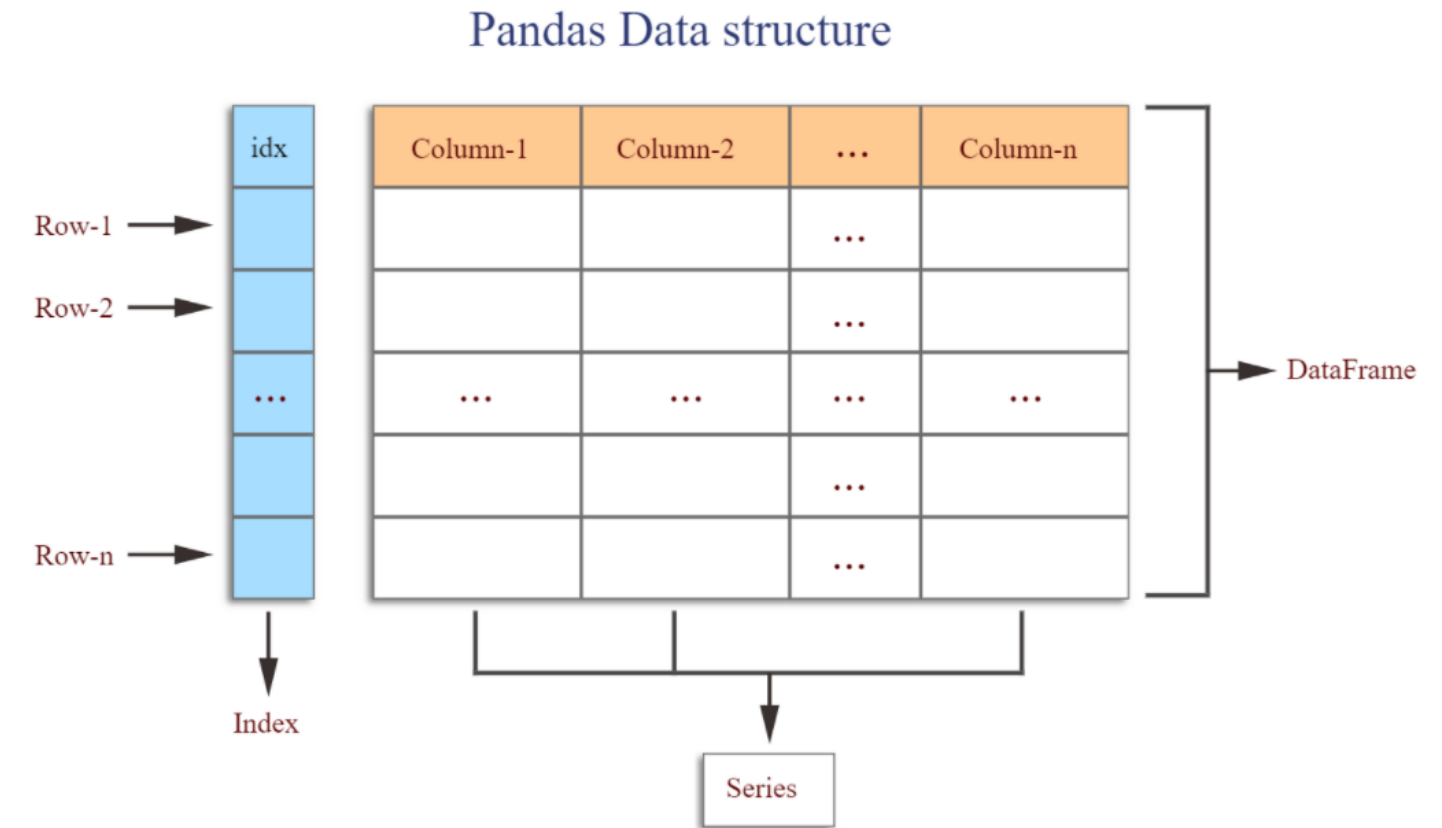 Pandas Data structure
idx Column-1 Column-2 ... Column-n
Row-1 ...
Row-2 ...
... ... ... ... ...
...
Row-n ...
DataFrame
Index
Series